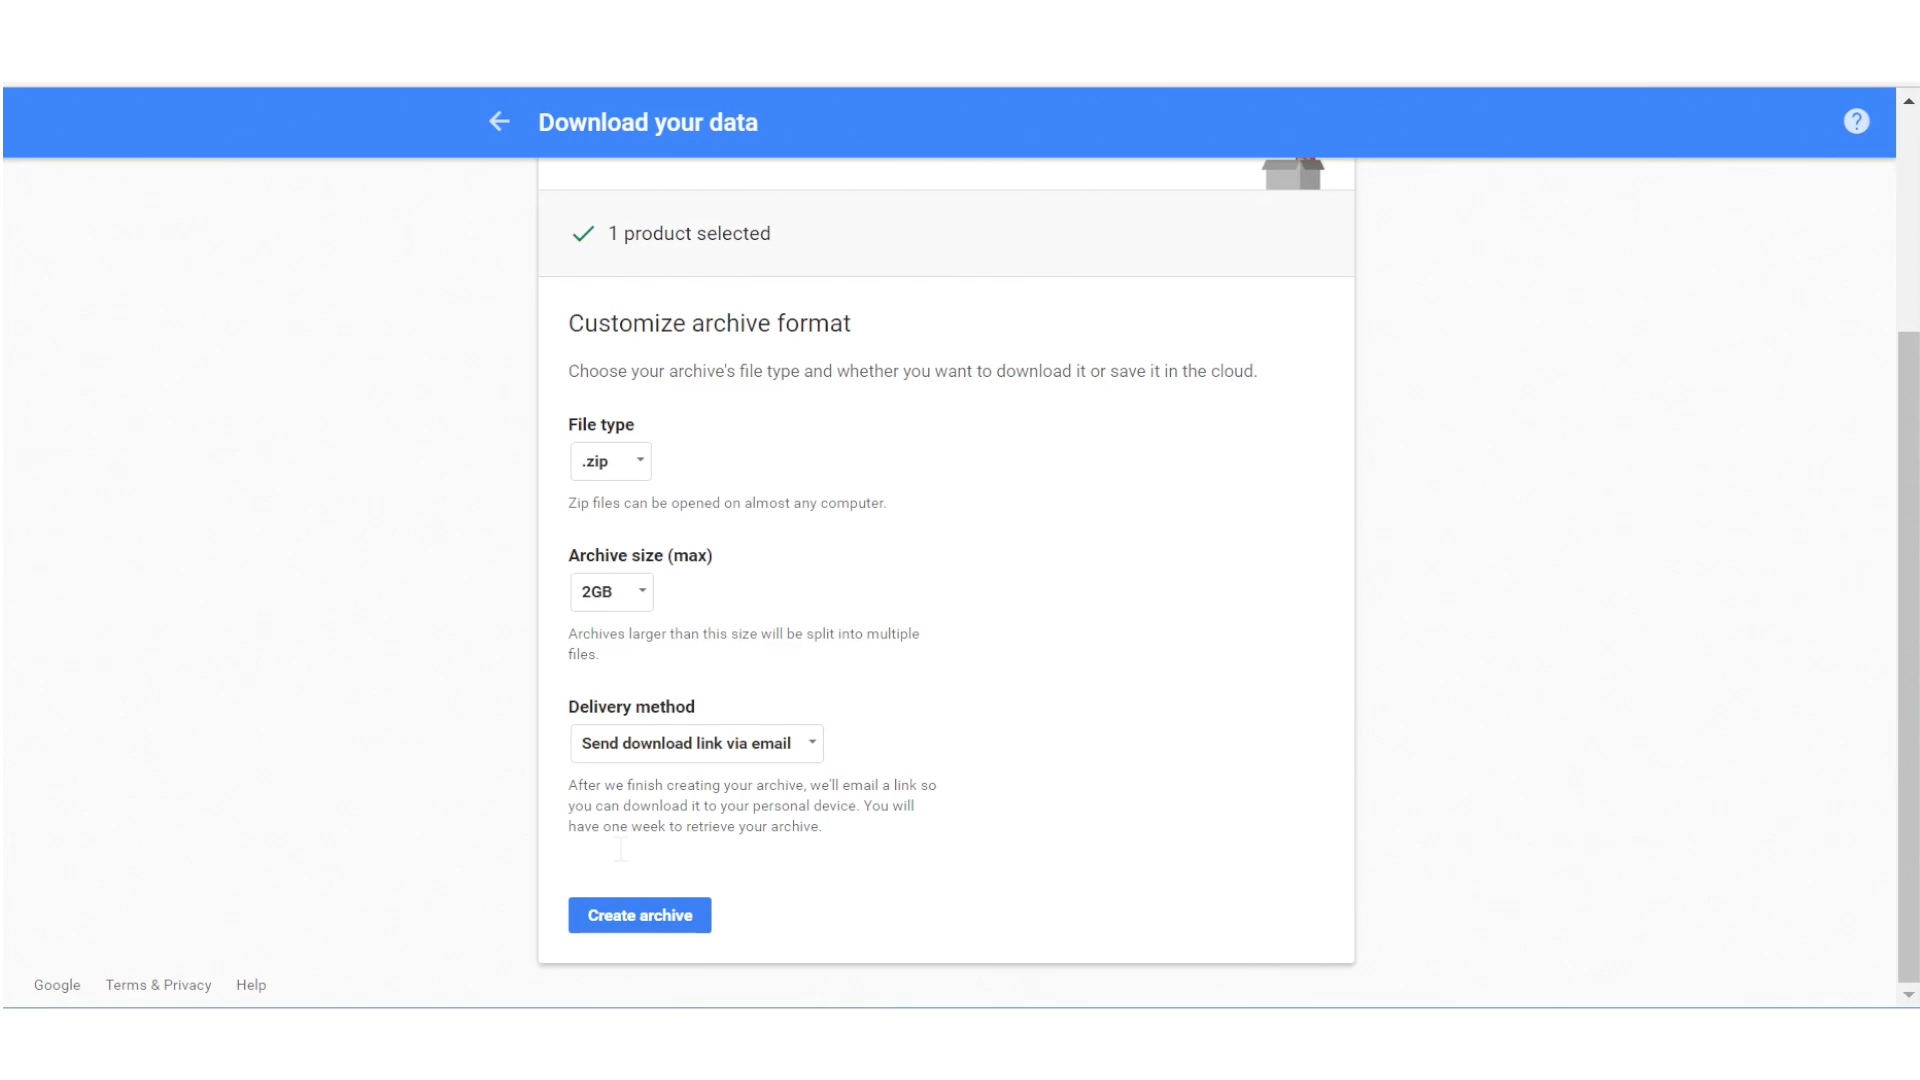 Download your data
?
1 product selected
Customize archive format
Choose your archive's file type and whether you want to download it or save it in the cloud.
File type
.zip
Zip files can be opened on almost any computer.
Archive size (max)
2GB
Archives larger than this size will be split into multiple
files.
Delivery method
Send download link via email
After we finish creating your archive, we'll email a link so
you can download it to your personal device. You will
have one week to retrieve your archive.
Create archive
Google Terms & Privacy Help